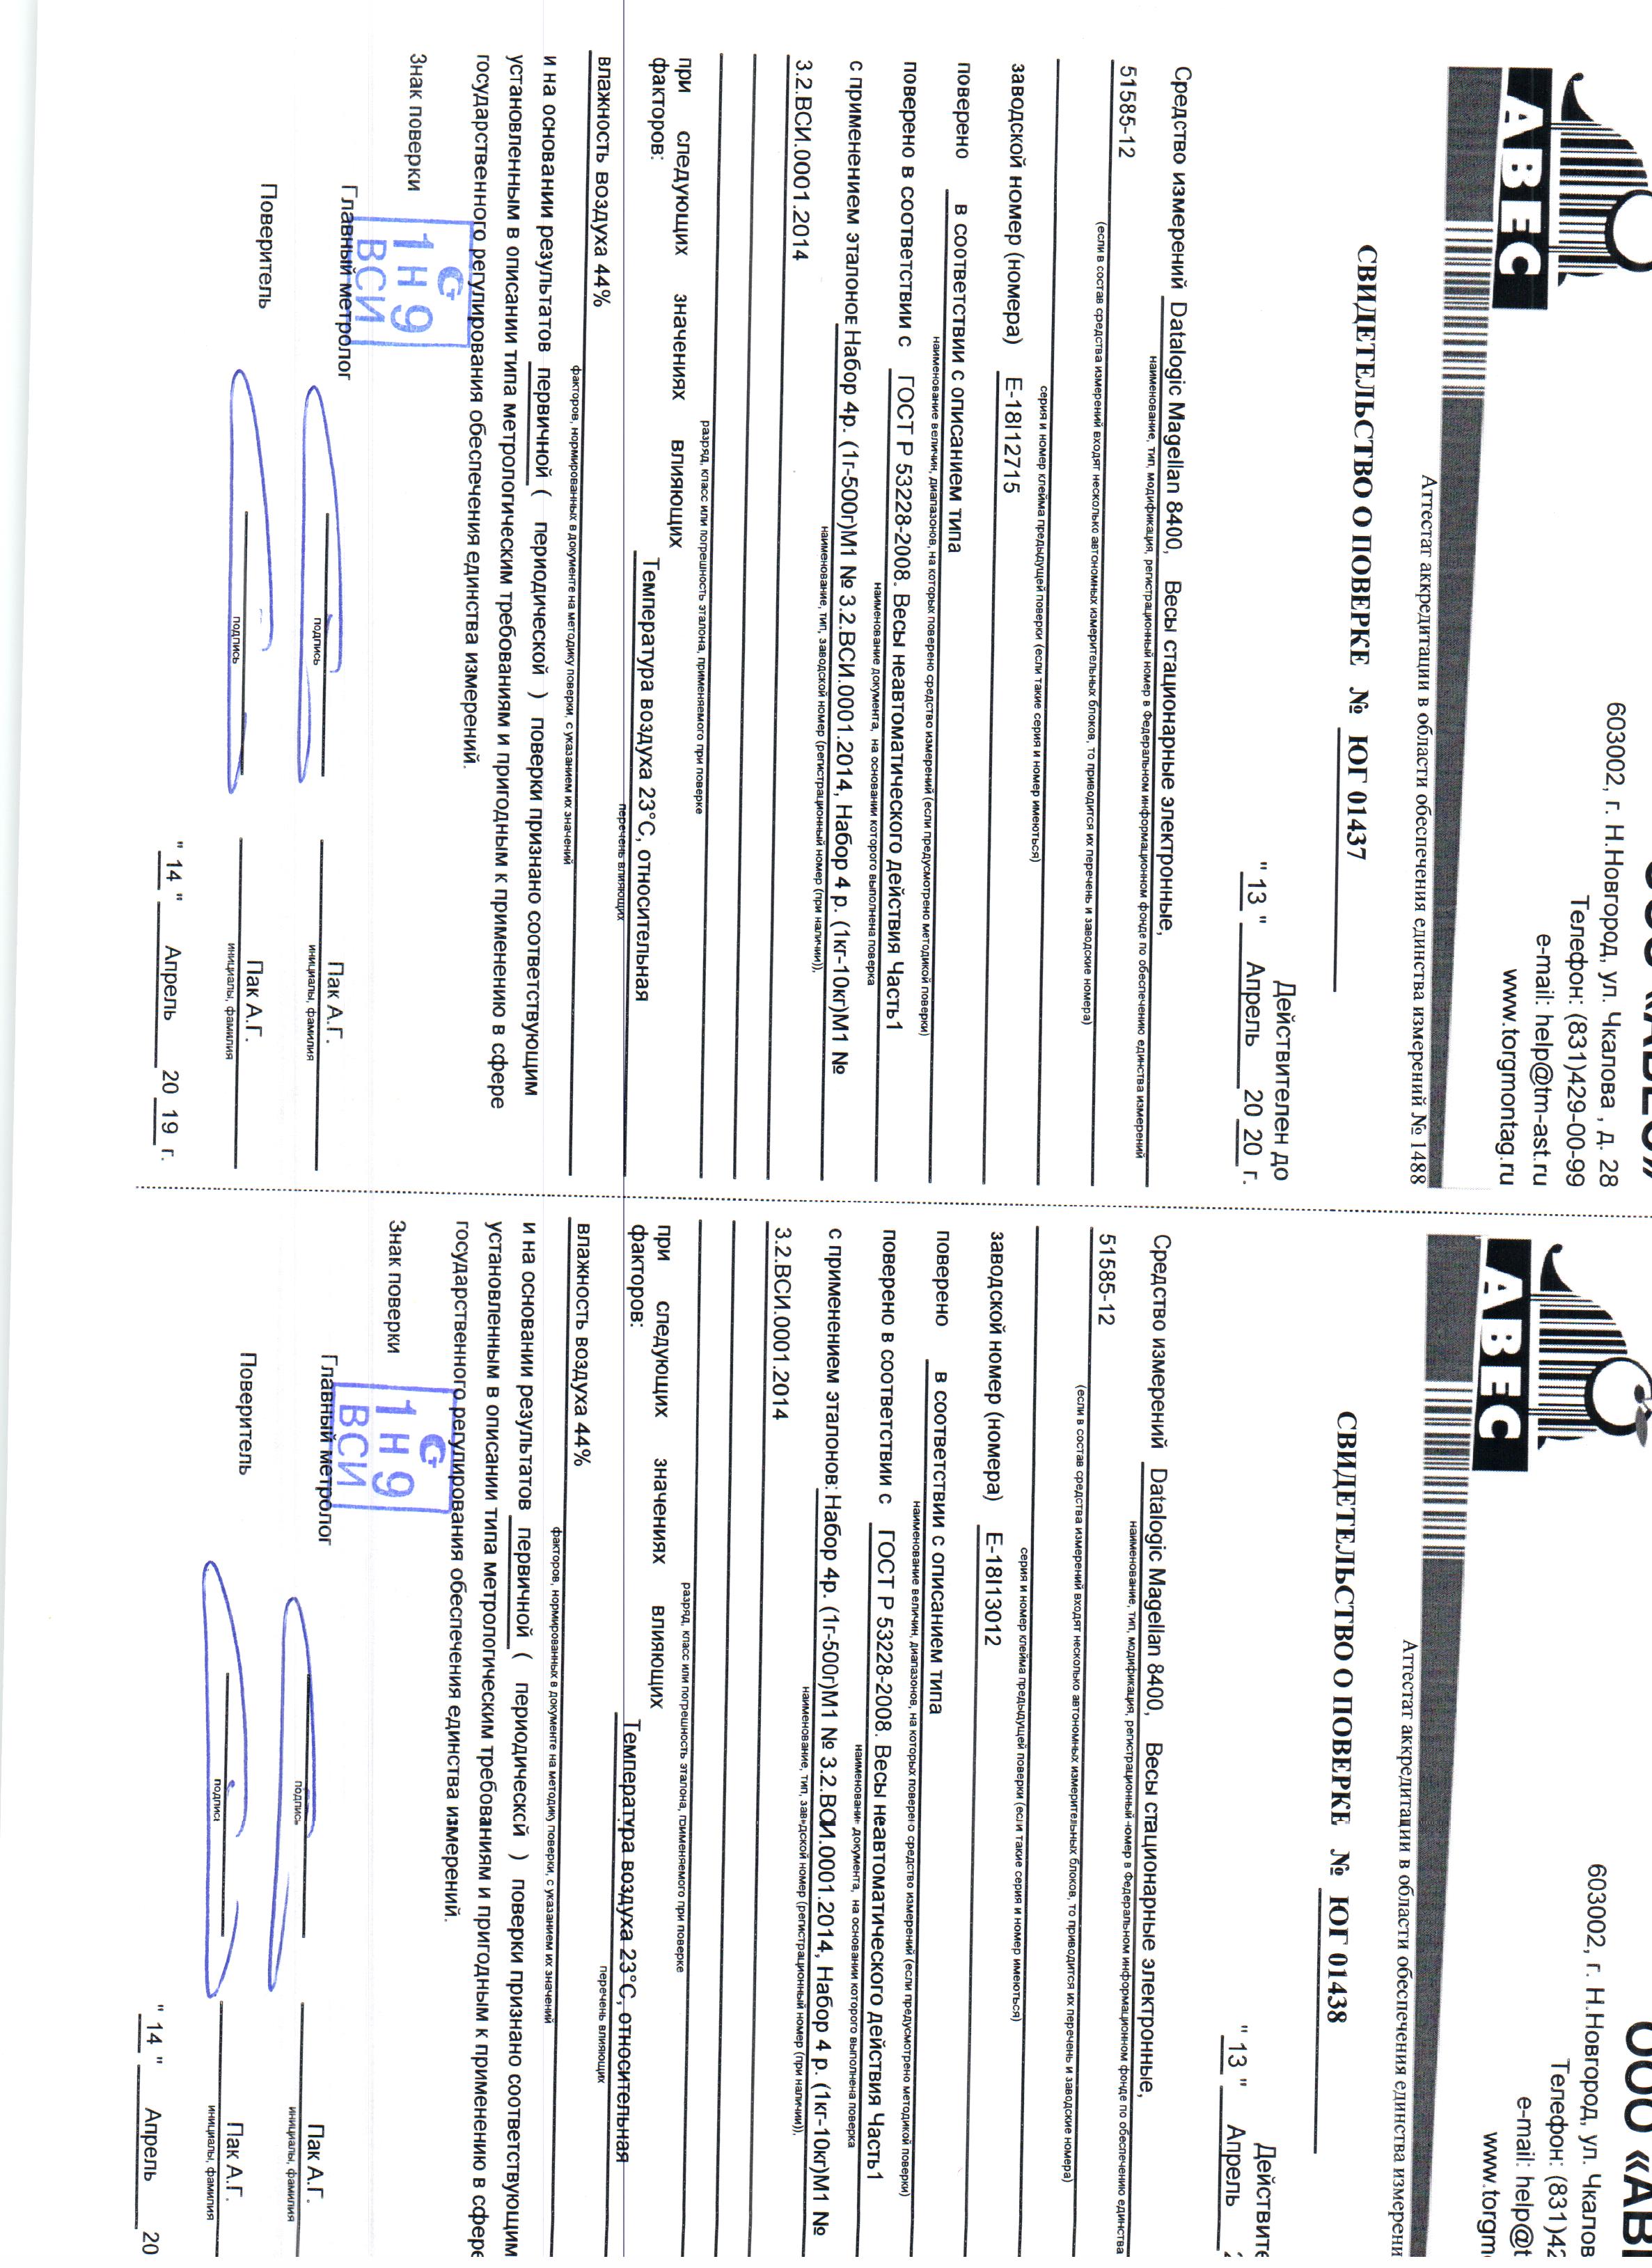 ООО «АВЕС»
603002, г. Н.Новгород, ул. Чкалова , д. 28
Телефон: (831)429-00-99
e-mail: help@tm-ast.ru
www.torgmontag.ru
АВЕС
Аттестат аккредитации в области обеспечения единства измерений № 1488
СВИДЕТЕЛЬСТВО О ПОВЕРКЕ № ЮГ 01437
Действителен до
" 13 " Апрель 20 20 г.
Средство измерений Datalogic Magellan 8400, Весы стационарные электронные,
наименование, тип, модификация, регистрационный номер в Федеральном информационном фонде по обеспечению единства измерений
51585-12
(если в состав средства измерений входят несколько автономных измерительных блоков, то приводится их перечень и заводские номера)
серия и номер клейма предыдущей поверки (если такие серия и номер имеються)
заводской номер (номера) E-18I12715
поверено в соответствии с описанием типа
наименование величин, диапазонов, на которых поверено средство измерений (если предусмотрено методикой поверки)
поверено в соответствии с ГОСТ Р 53228-2008. Весы неавтоматического действия Часть1
наименование документа, на основании которого выполнена поверка
с применением эталонов Набор 4р. (1г-500г)М1 № 3.2.ВСИ.0001.2014, Набор 4 р. (1кг-10кг)М1 №
наименование, тип, заводской номер (регистрационный номер (при наличии)),
3.2.ВСИ.0001.2014
разряд, класс или погрешность эталона, применяемого при поверке
при следующих значениях влияющих
факторов: Температура воздуха 23°С, относительная
перечень влияющих
влажность воздуха 44%
факторов, нормированных в документе на методику поверки, с указанием их значений
и на основании результатов первичной ( периодической ) поверки признано соответствующим
установленным в описании типа метрологическим требованиям и пригодным к применению в сфере
государственного регулирования обеспечения единства измерений.
Знак поверки
1 Н 9
ВСИ
Главный метролог Пак А.Г.
подпись инициалы, фамилия
Поверитель Пак А.Г.
подпись инициалы, фамилия
" 14 " Апрель 20 19 г.
ООО «АВ
603002, г. Н.Новгород, ул. Чкалов
Телефон: (831)42
e-mail: help@t
www.torgm
АВЕС
Аттестат аккредитации в области обеспечения единства измерени
СВИДЕТЕЛЬСТВО О ПОВЕРКЕ № ЮГ 01438
Действите
" 13 " Апрель 2
Средство измерений Datalogic Magellan 8400, Весы стационарные электронные,
наименование, тип, модификация, регистрационный номер в Федеральном информационном фонде по обеспечению единства
51585-12
(если в состав средства измерений входят несколько автономных измерительных блоков, то приводится их перечень и заводские номера)
серия и номер клейма предыдущей поверки (если такие серия и номер имеються)
заводской номер (номера) E-18I13012
поверено в соответствии с описанием типа
наименование величин, диапазонов, на которых поверено средство измерений (если предусмотрено методикой поверки)
поверено в соответствии с ГОСТ Р 53228-2008. Весы неавтоматического действия Часть1
наименование документа, на основании которого выполнена поверка
с применением эталонов: Набор 4р. (1г-500г)М1 № 3.2.ВСИ.0001.2014, Набор 4 р. (1кг-10кг)М1 №
наименование, тип, заводской номер (регистрационный номер (при наличии)),
3.2.ВСИ.0001.2014
разряд, класс или погрешность эталона, применяемого при поверке
при следующих значениях влияющих
факторов: Температура воздуха 23°С, относительная
перечень влияющих
влажность воздуха 44%
факторов, нормированных в документе на методику поверки, с указанием их значений
и на основании результатов первичной ( периодической ) поверки признано соответствующим
установленным в описании типа метрологическим требованиям и пригодным к применению в сфере
государственного регулирования обеспечения единства измерений.
Знак поверки
1 Н 9
ВСИ
Главный метролог Пак А.Г.
подпись инициалы, фамилия
Поверитель Пак А.Г.
подпись инициалы, фамилия
" 14 " Апрель 20